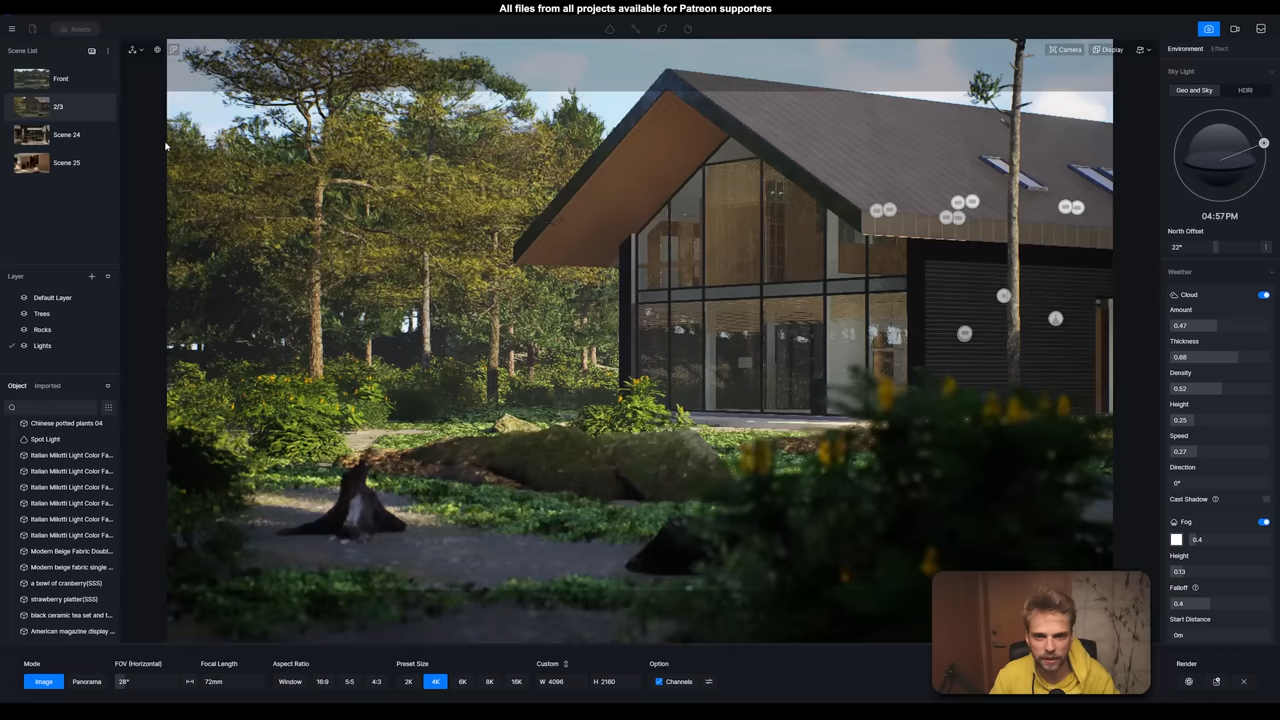 All files from all projects available for Patreon supporters
Assets
Scene List
Front
2/3
Scene 24
Scene 25
Layer
Default Layer
Trees
Rocks
Lights
Object
Imported
Chinese potted plants 04
Spot Light
Italian Milotti Light Color Fa...
Italian Milotti Light Color Fa...
Italian Milotti Light Color Fa...
Italian Milotti Light Color Fa...
Italian Milotti Light Color Fa...
Italian Milotti Light Color Fa...
Modern Beige Fabric Doubl...
Modern beige fabric single ...
a bowl of cranberry(SSS)
strawberry platter(SSS)
black ceramic tea set and t...
American magazine display ...
Camera
Display
Environment
Effect
Sky Light
Geo and Sky
HDRI
04:57PM
North Offset
22°
Weather
Cloud
Amount
0.47
Thickness
0.68
Density
0.52
Height
0.25
Speed
0.27
Direction
0°
Cast Shadow
Fog
0.4
Height
0.13
Falloff
0.4
Start Distance
0m
Mode
Image
Panorama
FOV (Horizontal)
28°
Focal Length
72mm
Aspect Ratio
Window
16:9
5:5
4:3
Preset Size
2K
4K
6K
8K
16K
Custom
W 4096
H 2160
Option
Channels
Render